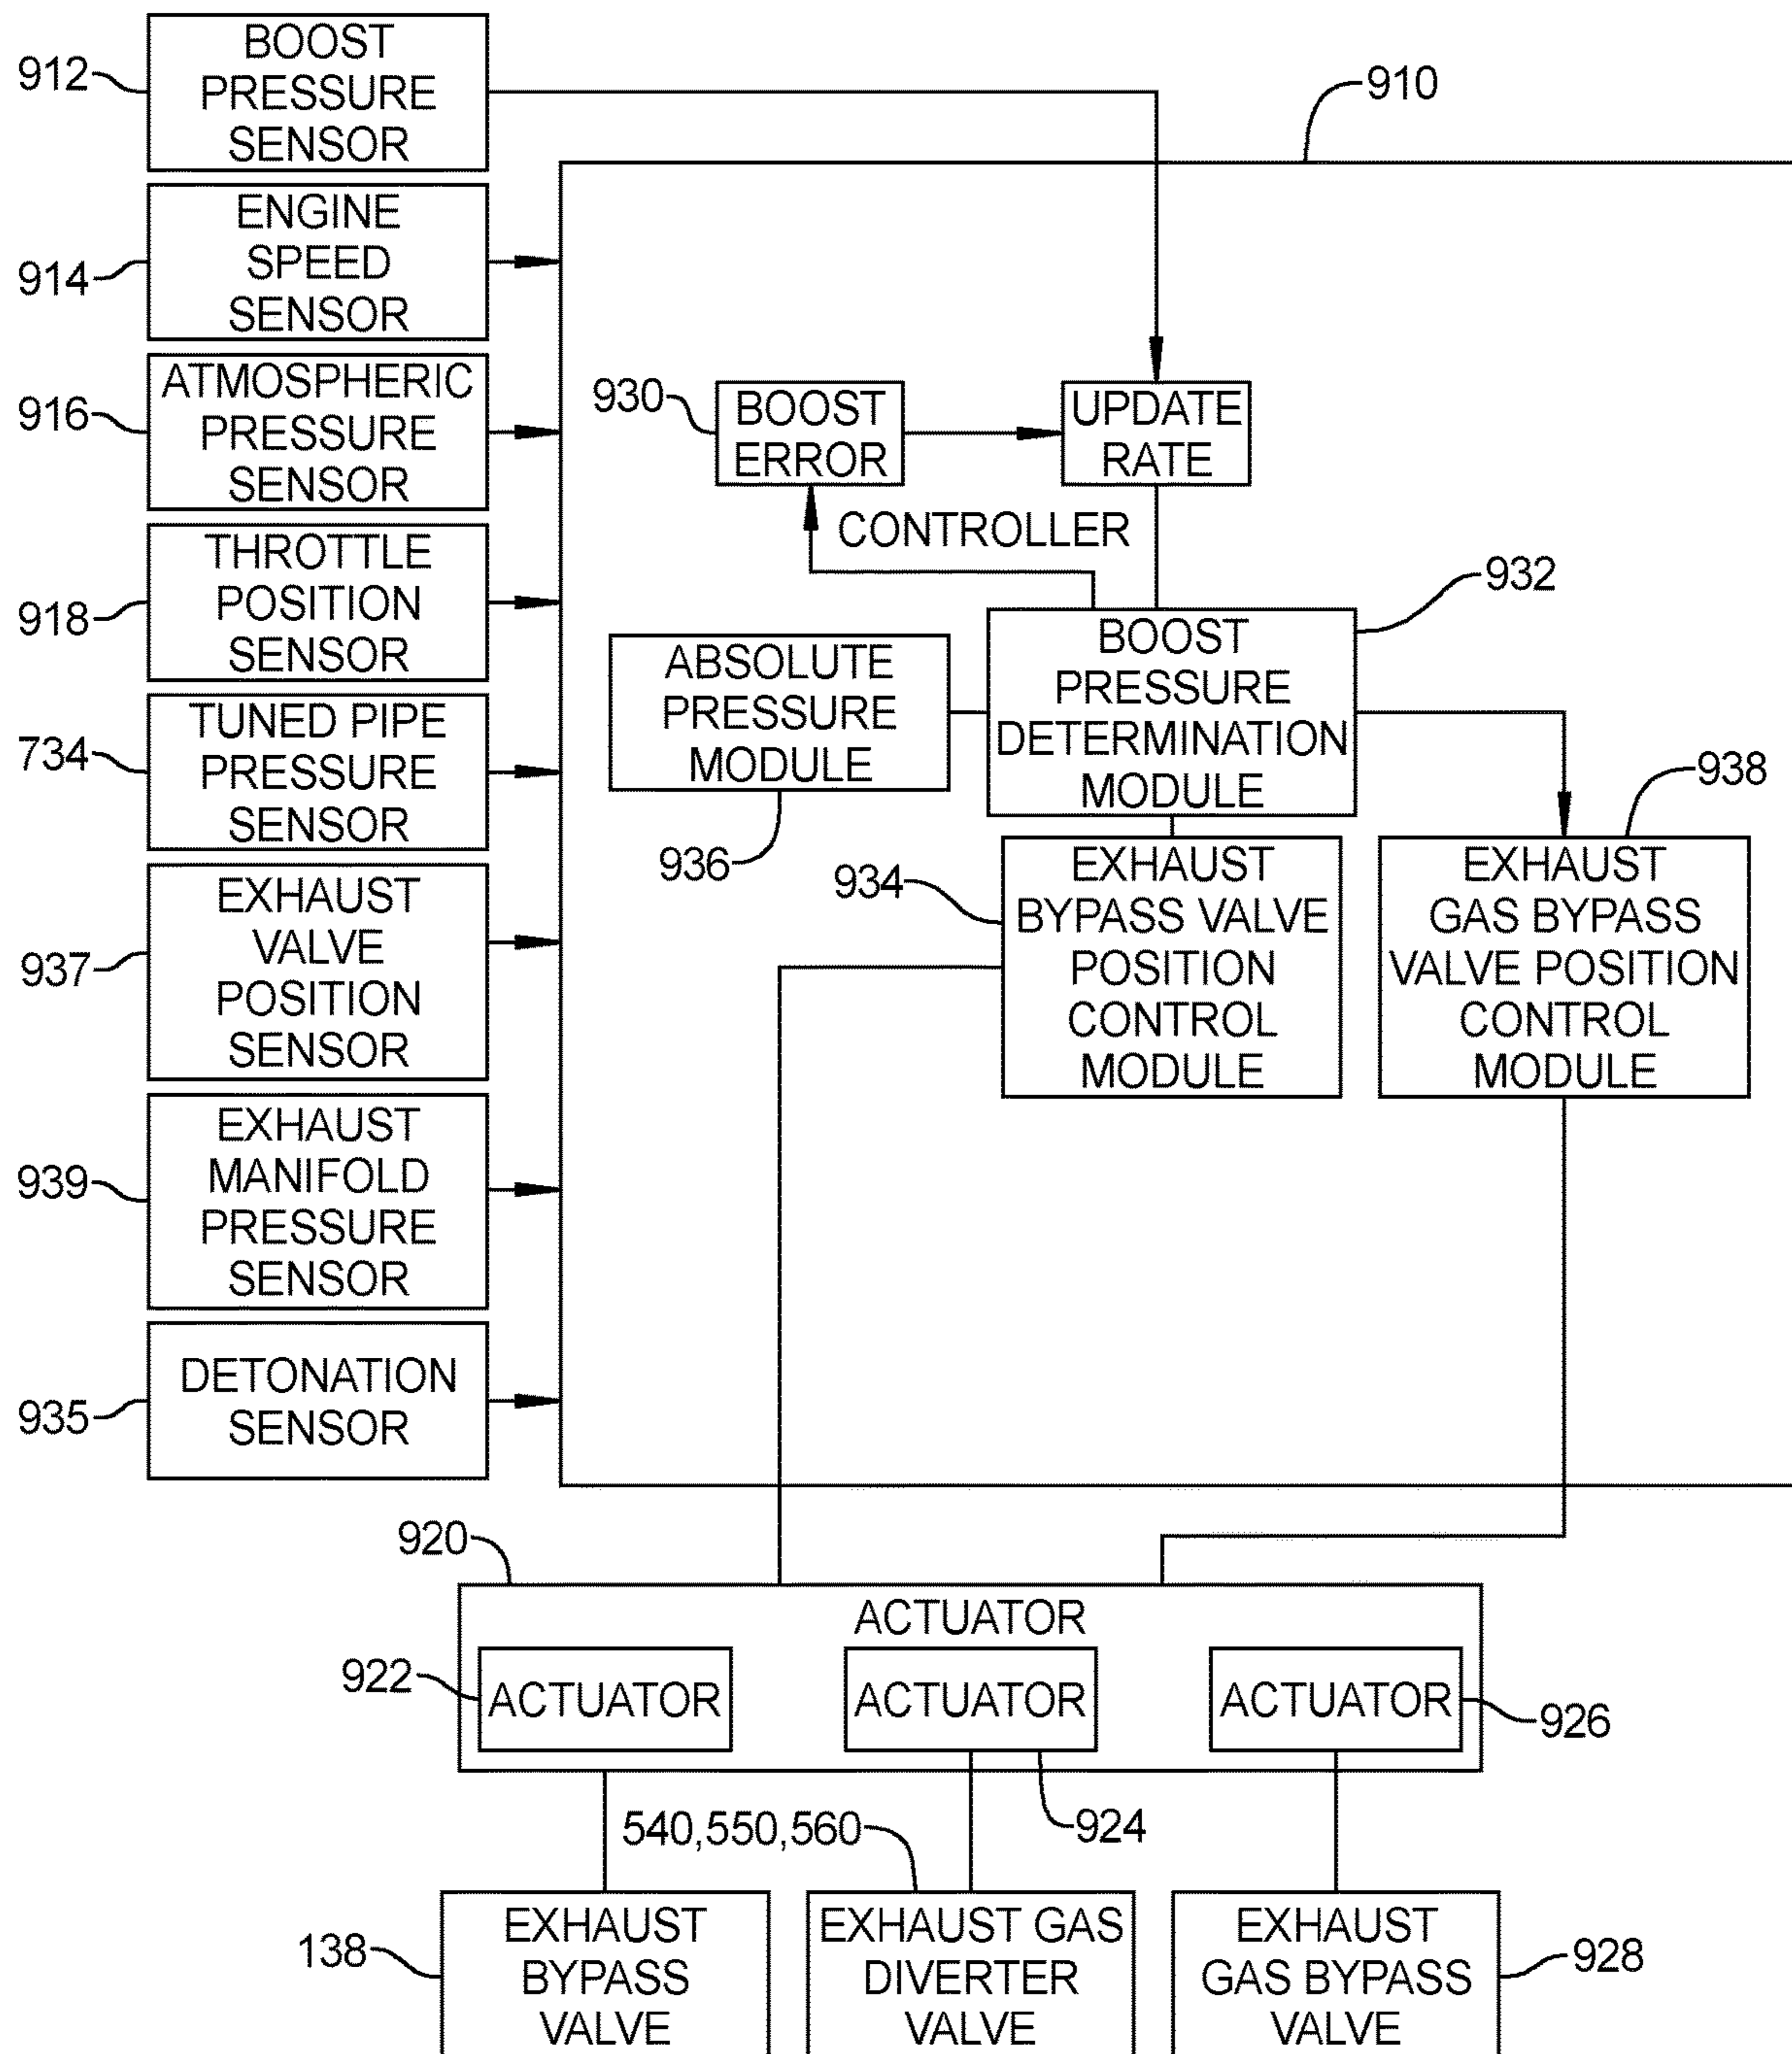 912
BOOST
PRESSURE
SENSOR
910
914
ENGINE
SPEED
SENSOR
916
ATMOSPHERIC
PRESSURE
SENSOR
930
BOOST
ERROR
UPDATE
RATE
CONTROLLER
918
THROTTLE
POSITION
SENSOR
932
BOOST
PRESSURE
DETERMINATION
MODULE
ABSOLUTE
PRESSURE
MODULE
936
734
TUNED PIPE
PRESSURE
SENSOR
938
934
EXHAUST
BYPASS VALVE
POSITION
CONTROL
MODULE
EXHAUST
GAS BYPASS
VALVE POSITION
CONTROL
MODULE
937
EXHAUST
VALVE
POSITION
SENSOR
939
EXHAUST
MANIFOLD
PRESSURE
SENSOR
935
DETONATION
SENSOR
920
ACTUATOR
922
ACTUATOR
ACTUATOR
ACTUATOR
926
924
540,550,560
138
EXHAUST
BYPASS
VALVE
EXHAUST GAS
DIVERTER
VALVE
EXHAUST
GAS BYPASS
VALVE
928